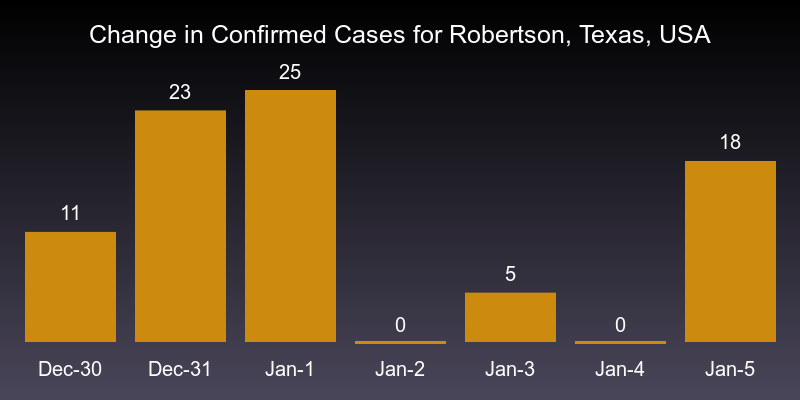 Change in Confirmed Cases for Robertson, Texas, USA
11
23
25
0
5
0
18
Dec-30
Dec-31
Jan-1
Jan-2
Jan-3
Jan-4
Jan-5